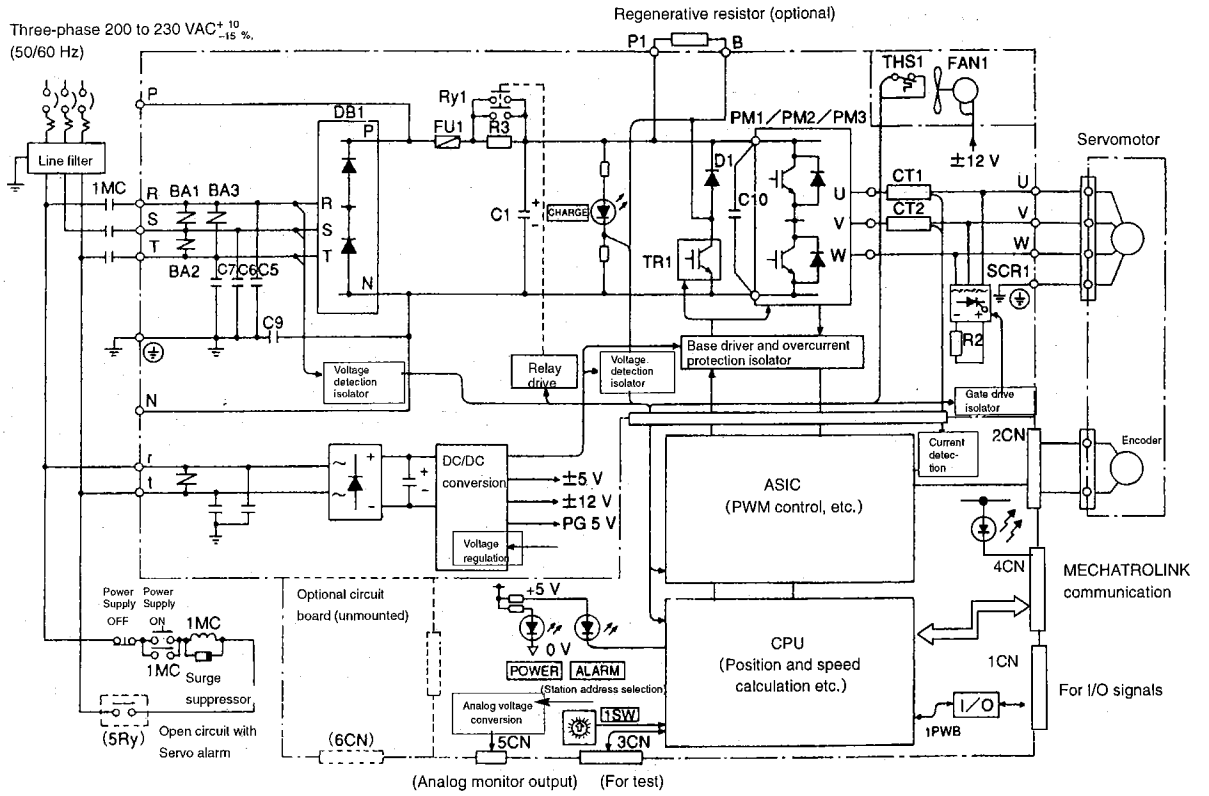 Regenerative resistor (optional)
Three-phase 200 to 230 VAC +10 −15 %,
(50/60 Hz)
P1
B
THS1
FAN1
P
Ry1
DB1
P
FU1
R3
PM1／PM2／PM3
Line filter
±12 V
Servomotor
1MC
R
BA1
BA3
R
D1
U
CT1
U
S
S
C1
+
−
CHARGE
C10
V
CT2
V
T
T
W
W
BA2
C7
C6
C5
TR1
SCR1
N
− +
C9
R2
Base driver and overcurrent
protection isolator
Voltage
detection
isolator
Relay
drive
Voltage.
detection
isolator
Gate drive
isolator
N
2CN
Current
detec-
tion
Encoder
r
t
~
~
+
−
+
−
DC/DC
conversion
±5 V
±12 V
PG 5 V
Voltage
regulation
ASIC
(PWM control, etc.)
4CN
MECHATROLINK
communication
Power
Supply
OFF
Power
Supply
ON
1MC
1MC
Surge
suppressor
Optional circuit
board (unmounted)
+5 V
0 V
POWER
ALARM
CPU
(Position and speed
calculation etc.)
1CN
For I/O signals
I/O
1PWB
(Station address selection)
Analog voltage
conversion
1SW
(5Ry)
Open circuit with
Servo alarm
(6CN)
5CN
3CN
(Analog monitor output)
(For test)